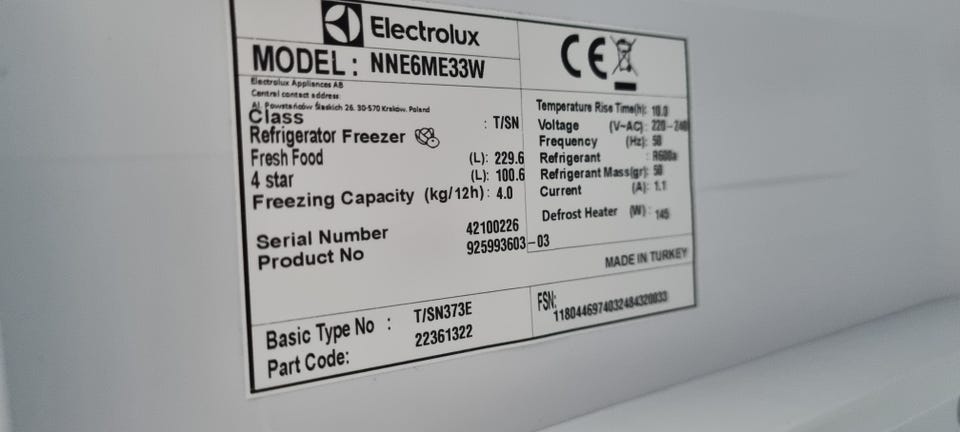 Electrolux
MODEL : NNE6ME33W
Electrolux Appliances AB
Central contact address:
Al. Powstańców Śląskich 26. 30-570 Kraków. Poland
Class : T/SN
Refrigerator Freezer
Fresh Food (L): 229.6
4 star (L): 100.6
Freezing Capacity (kg/12h): 4.0
Serial Number 42100226
Product No 925993603-03
CE
Temperature Rise Time(h): 10.0
Voltage (V~AC): 220-240
Frequency (Hz): 50
Refrigerant : R600a
Refrigerant Mass(gr): 50
Current (A): 1.1
Defrost Heater (W) : 145
MADE IN TURKEY
Basic Type No : T/SN373E
Part Code: 22361322
FSN: